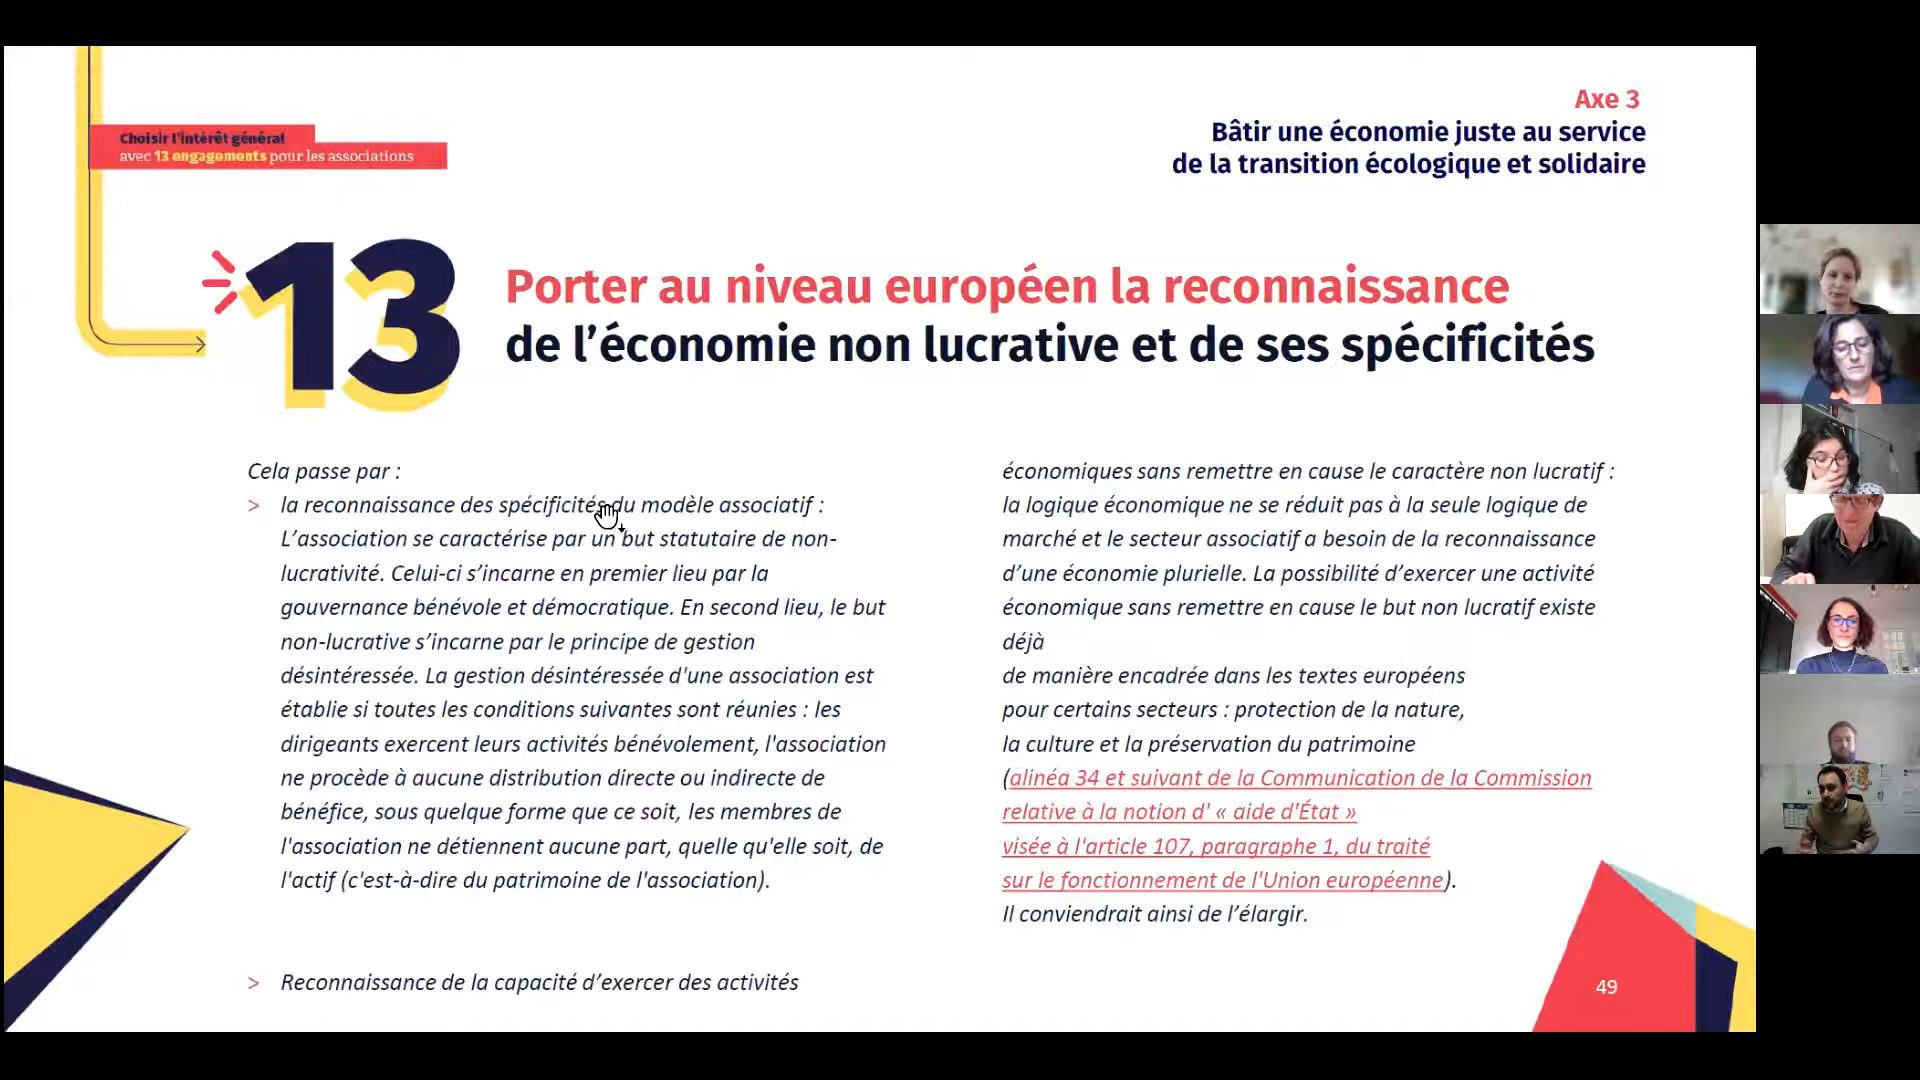 Choisir l'intérêt général
avec 13 engagements pour les associations
Axe 3
Bâtir une économie juste au service
de la transition écologique et solidaire
13
Porter au niveau européen la reconnaissance
de l’économie non lucrative et de ses spécificités
Cela passe par :
> la reconnaissance des spécificités du modèle associatif :
L’association se caractérise par un but statutaire de non-
lucrativité. Celui-ci s’incarne en premier lieu par la
gouvernance bénévole et démocratique. En second lieu, le but
non-lucrative s’incarne par le principe de gestion
désintéressée. La gestion désintéressée d'une association est
établie si toutes les conditions suivantes sont réunies : les
dirigeants exercent leurs activités bénévolement, l'association
ne procède à aucune distribution directe ou indirecte de
bénéfice, sous quelque forme que ce soit, les membres de
l'association ne détiennent aucune part, quelle qu'elle soit, de
l'actif (c'est-à-dire du patrimoine de l'association).
> Reconnaissance de la capacité d’exercer des activités
économiques sans remettre en cause le caractère non lucratif :
la logique économique ne se réduit pas à la seule logique de
marché et le secteur associatif a besoin de la reconnaissance
d’une économie plurielle. La possibilité d’exercer une activité
économique sans remettre en cause le but non lucratif existe
déjà
de manière encadrée dans les textes européens
pour certains secteurs : protection de la nature,
la culture et la préservation du patrimoine
(alinéa 34 et suivant de la Communication de la Commission
relative à la notion d' « aide d'État »
visée à l'article 107, paragraphe 1, du traité
sur le fonctionnement de l'Union européenne).
Il conviendrait ainsi de l’élargir.
49